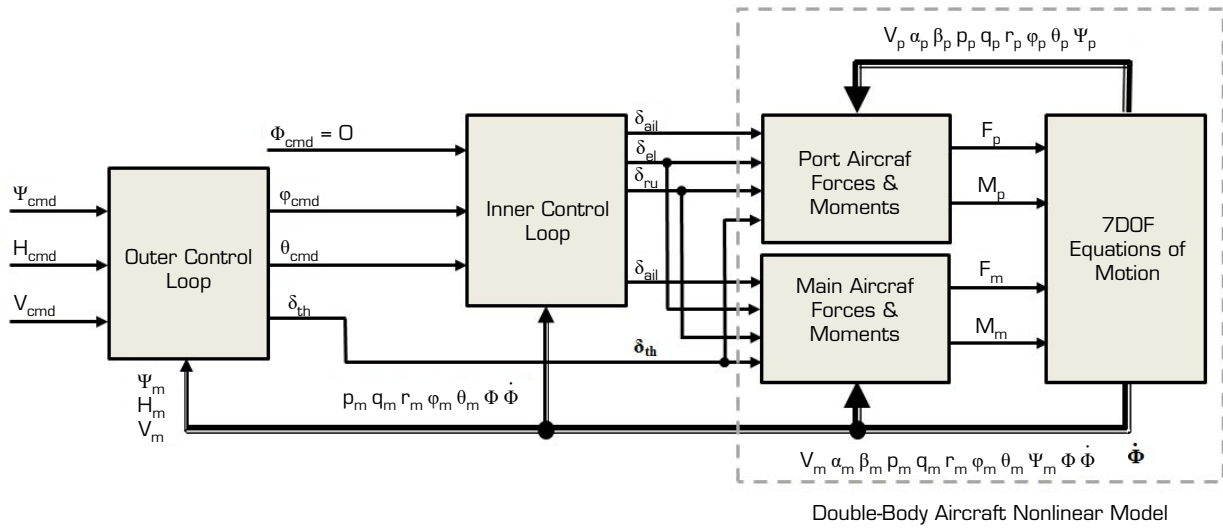 V_p α_p β_p p_p q_p r_p φ_p θ_p Ψ_p
Φ_cmd = 0
Ψ_cmd
H_cmd
V_cmd
Outer Control
Loop
φ_cmd
θ_cmd
δ_th
Inner Control
Loop
δ_ail
δ_el
δ_ru
δ_ail
δ_th
Port Aircraf
Forces &
Moments
Main Aircraf
Forces &
Moments
F_p
M_p
F_m
M_m
7DOF
Equations of
Motion
Ψ_m
H_m
V_m
p_m q_m r_m φ_m θ_m Φ Φ̇
V_m α_m β_m p_m q_m r_m φ_m θ_m Ψ_m Φ Φ̇
Φ̇
Double-Body Aircraft Nonlinear Model